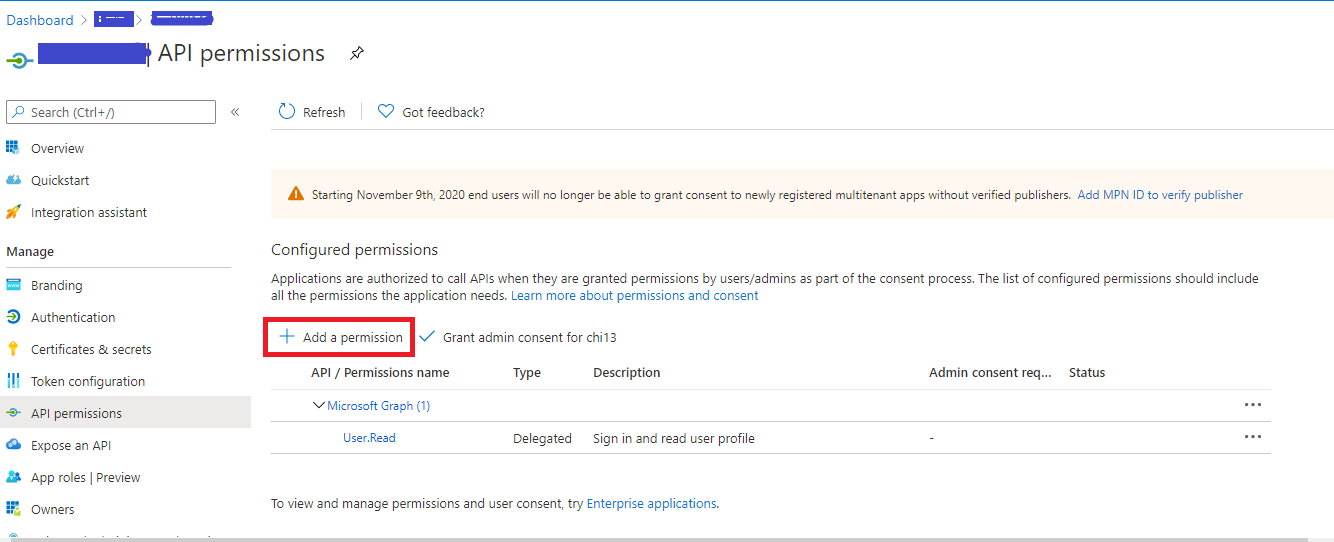 Dashboard
API permissions
Search (Ctrl+/)
«
Refresh
Got feedback?
Overview
Quickstart
Integration assistant
Starting November 9th, 2020 end users will no longer be able to grant consent to newly registered multitenant apps without verified publishers. Add MPN ID to verify publisher
Manage
Branding
Authentication
Certificates & secrets
Token configuration
API permissions
Expose an API
App roles | Preview
Owners
Configured permissions
Applications are authorized to call APIs when they are granted permissions by users/admins as part of the consent process. The list of configured permissions should include
all the permissions the application needs. Learn more about permissions and consent
+ Add a permission
Grant admin consent for chi13
API / Permissions name Type Description Admin consent req... Status
Microsoft Graph (1) ...
User.Read Delegated Sign in and read user profile - ...
To view and manage permissions and user consent, try Enterprise applications.